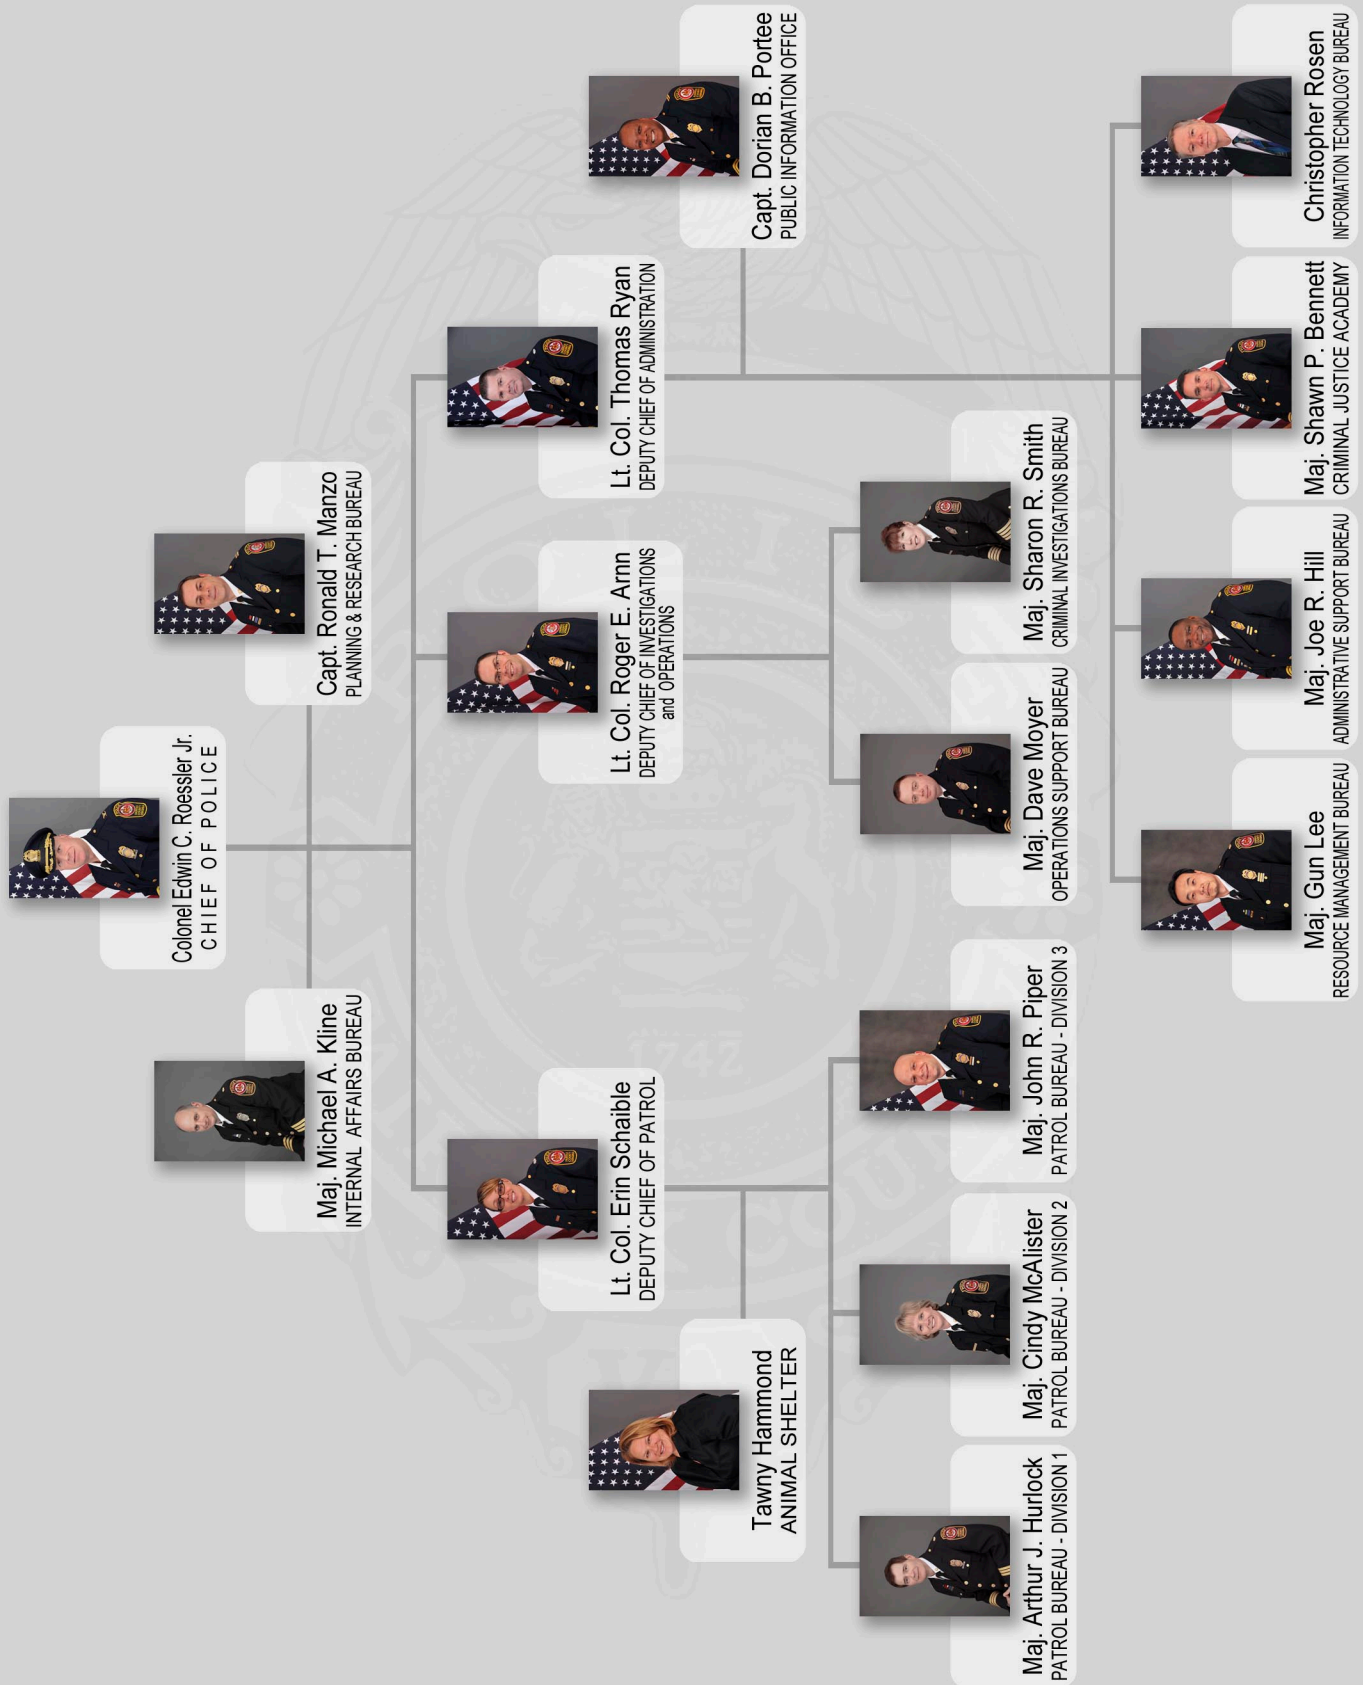 Colonel Edwin C. Roessler Jr.
CHIEF OF POLICE
Maj. Michael A. Kline
INTERNAL AFFAIRS BUREAU
Capt. Ronald T. Manzo
PLANNING & RESEARCH BUREAU
Lt. Col. Erin Schaible
DEPUTY CHIEF OF PATROL
Lt. Col. Roger E. Arnn
DEPUTY CHIEF OF INVESTIGATIONS
and OPERATIONS
Lt. Col. Thomas Ryan
DEPUTY CHIEF OF ADMINISTRATION
Tawny Hammond
ANIMAL SHELTER
Capt. Dorian B. Portee
PUBLIC INFORMATION OFFICE
Maj. Arthur J. Hurlock
PATROL BUREAU - DIVISION 1
Maj. Cindy McAlister
PATROL BUREAU - DIVISION 2
Maj. John R. Piper
PATROL BUREAU - DIVISION 3
Maj. Dave Moyer
OPERATIONS SUPPORT BUREAU
Maj. Sharon R. Smith
CRIMINAL INVESTIGATIONS BUREAU
Maj. Gun Lee
RESOURCE MANAGEMENT BUREAU
Maj. Joe R. Hill
ADMINISTRATIVE SUPPORT BUREAU
Maj. Shawn P. Bennett
CRIMINAL JUSTICE ACADEMY
Christopher Rosen
INFORMATION TECHNOLOGY BUREAU
1742